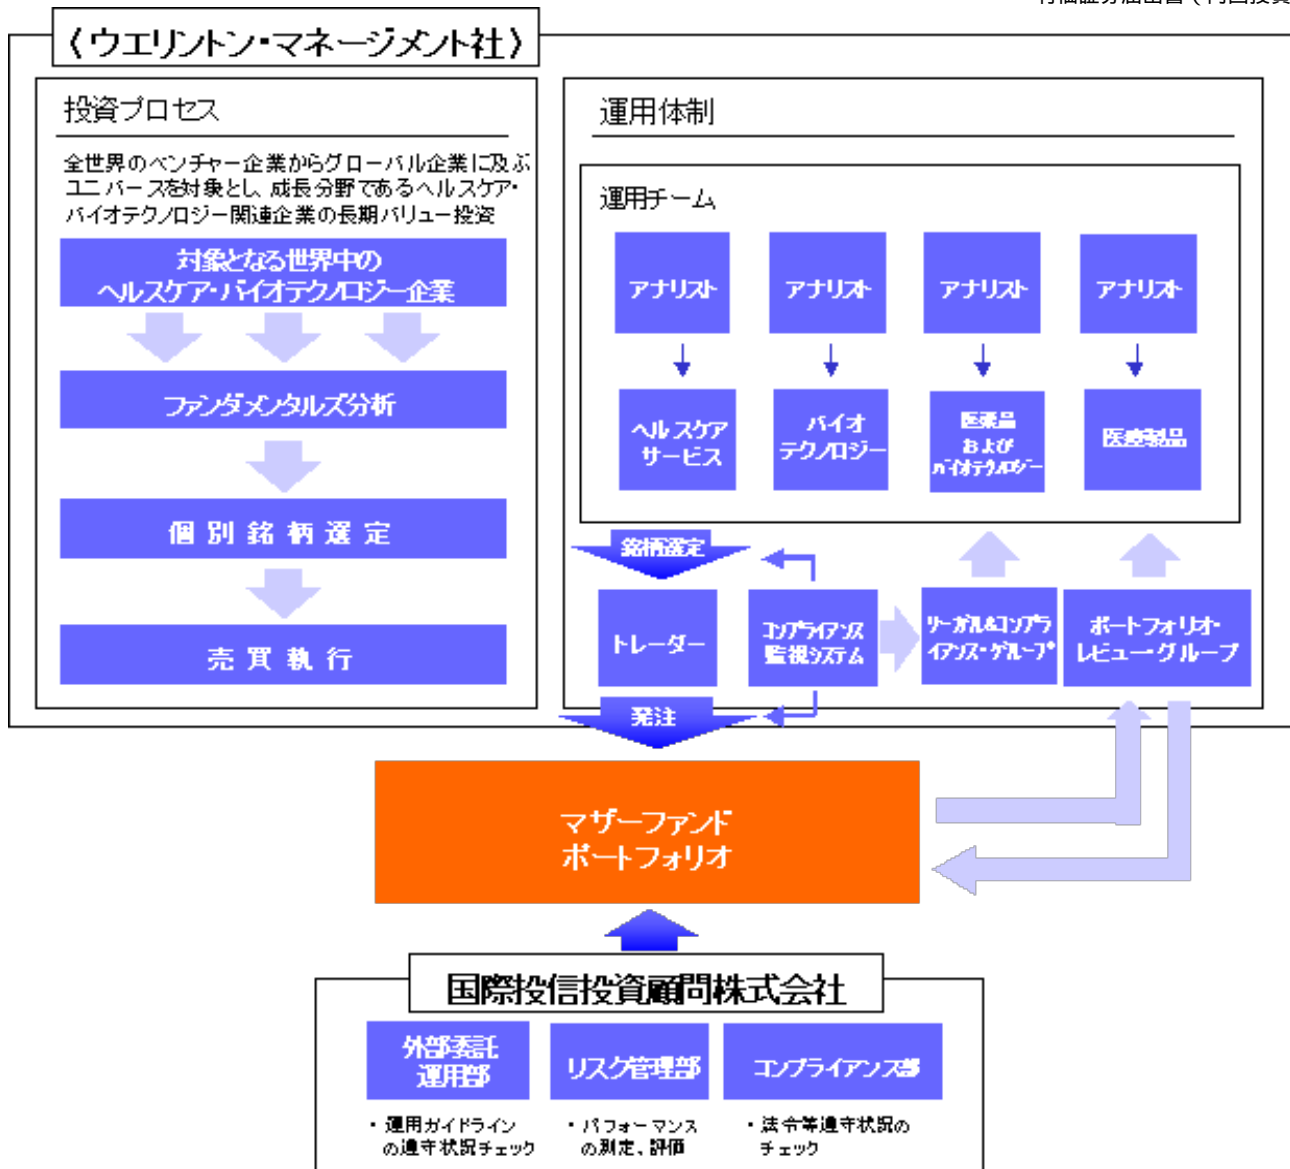 〈ウエリントン・マネージメント社〉
投資プロセス
全世界のベンチャー企業からグローバル企業に及ぶ
ユニバースを対象とし、成長分野であるヘルスケア・
バイオテクノロジー関連企業の長期バリュー投資
対象となる世界中の
ヘルスケア・バイオテクノロジー企業
ファンダメンタルズ分析
個別銘柄選定
売買執行
運用体制
運用チーム
アナリスト
アナリスト
アナリスト
アナリスト
ヘルスケア
サービス
バイオ
テクノロジー
医薬品
および
バイオテクノロジー
医療製品
銘柄選定
トレーダー
コンプライアンス
監視システム
リーガル&コンプラ
イアンス・グループ
ポートフォリオ・
レビュー・グループ
発注
マザーファンド
ポートフォリオ
国際投信投資顧問株式会社
外部委託
運用部
リスク管理部
コンプライアンス部
・運用ガイドライン
の遵守状況チェック
・パフォーマンス
の測定、評価
・法令等遵守状況の
チェック